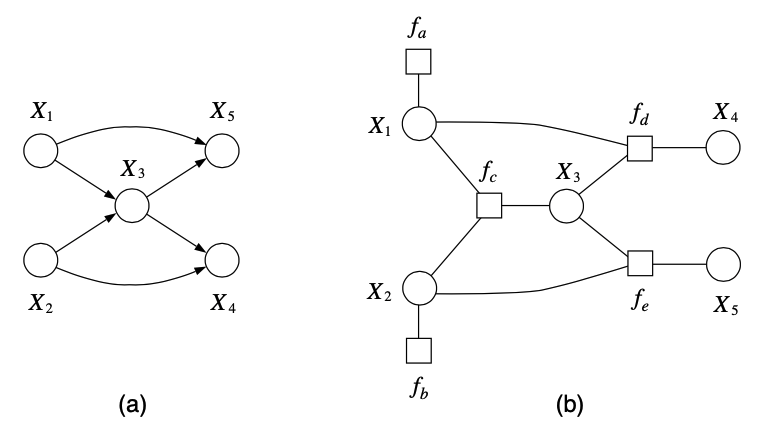 f_a
X_1 X_5
X_3
X_2 X_4
(a)
X_1
f_d X_4
f_c X_3
X_2
f_e X_5
f_b
(b)